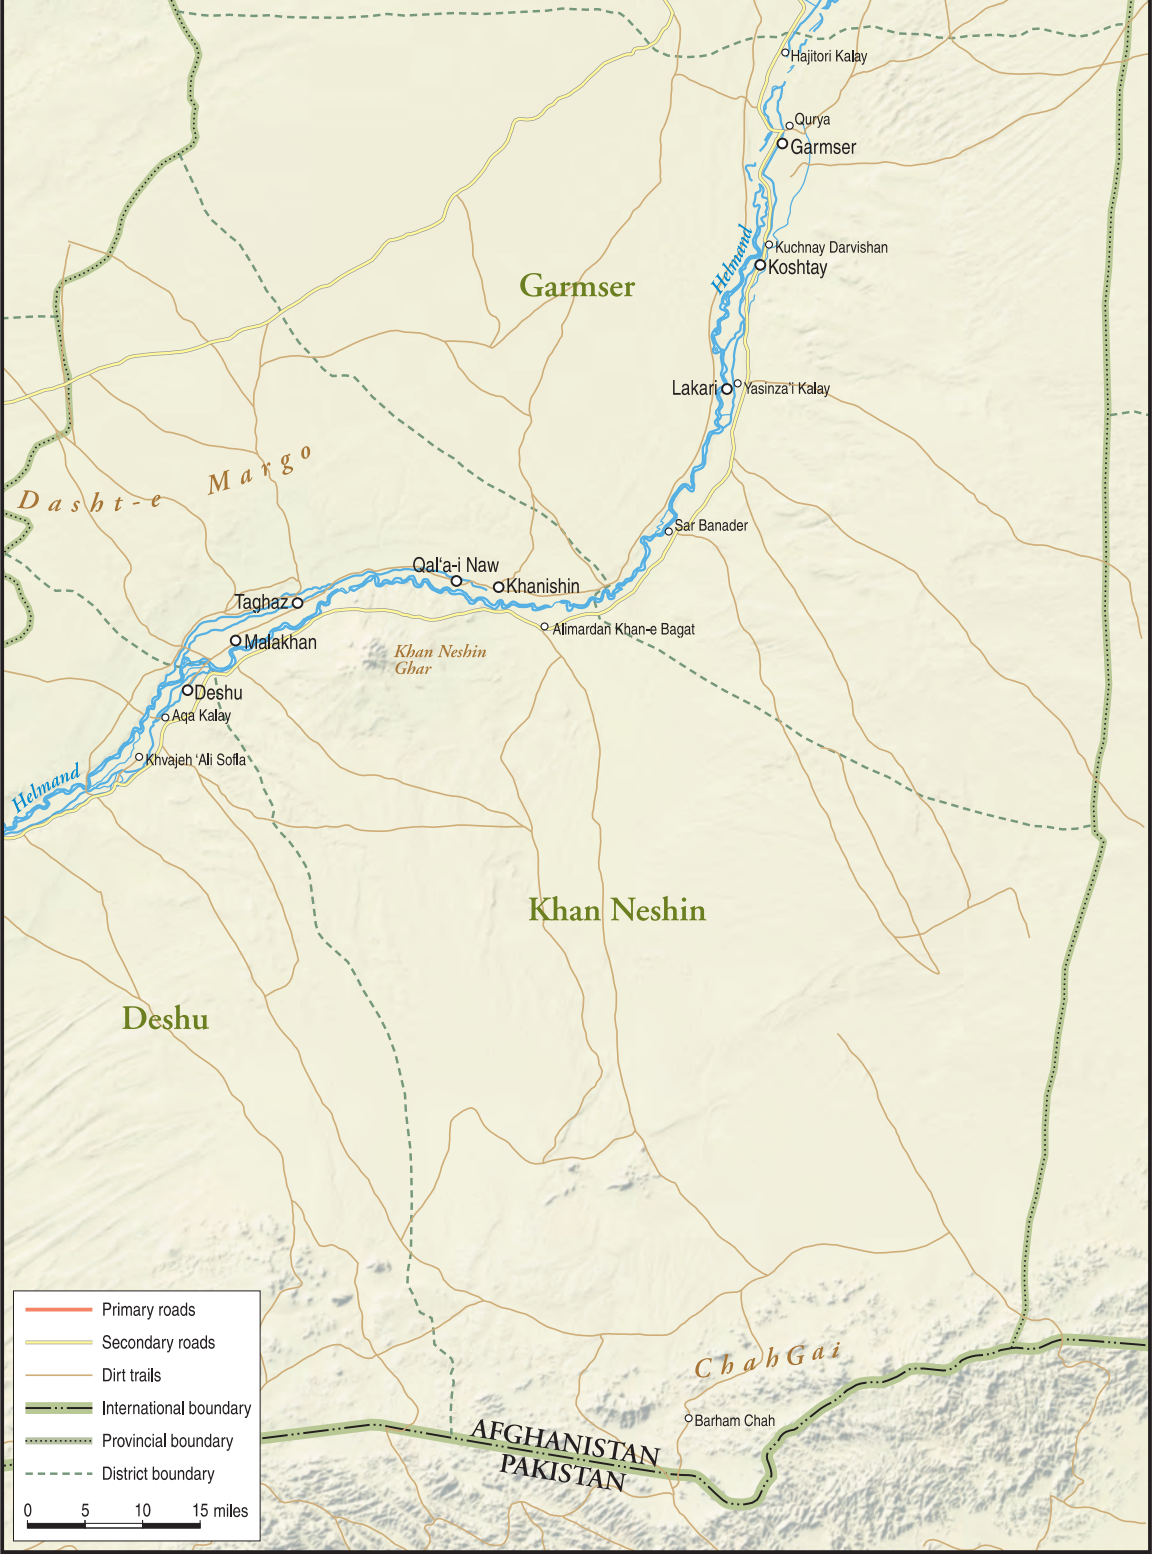 Hajitori Kalay
Qurya
Garmser
Helmand
Kuchnay Darvishan
Koshtay
Garmser
Lakari
Yasinza'i Kalay
Dasht-e Margo
Sar Banader
Qal'a-i Naw
Khanishin
Taghaz
Alimardan Khan-e Bagat
Malakhan
Khan Neshin
Ghar
Deshu
Aqa Kalay
Khvajeh 'Ali Sofla
Helmand
Khan Neshin
Deshu
ChahGai
Barham Chah
AFGHANISTAN
PAKISTAN
Primary roads
Secondary roads
Dirt trails
International boundary
Provincial boundary
District boundary
0 5 10 15 miles